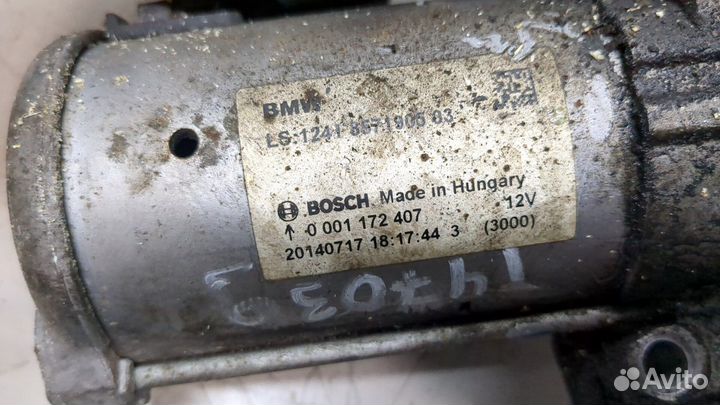 BMW
LS:1241 8571906 03
BOSCH Made in Hungary
↑ 0 001 172 407 12V
20140717 18:17:44 3 (3000)
Avito